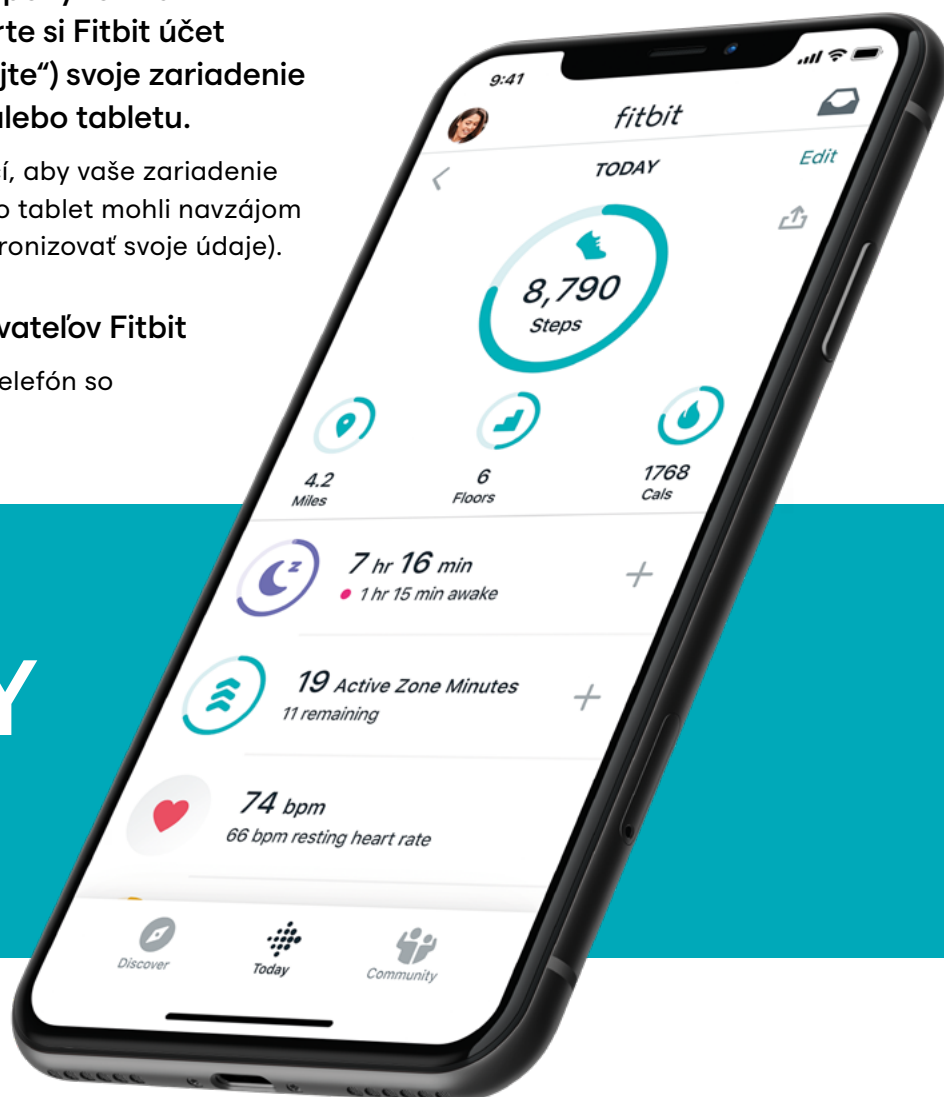 rte si Fitbit účet
jte“) svoje zariadenie
alebo tabletu.
cí, aby vaše zariadenie
o tablet mohli navzájom
ronizovať svoje údaje).
vateľov Fitbit
elefón so
Y
9:41
fitbit
TODAY
Edit
8,790
Steps
4.2
Miles
6
Floors
1768
Cals
z
7 hr 16 min
1 hr 15 min awake
19 Active Zone Minutes
11 remaining
74 bpm
66 bpm resting heart rate
Discover
Today
Community